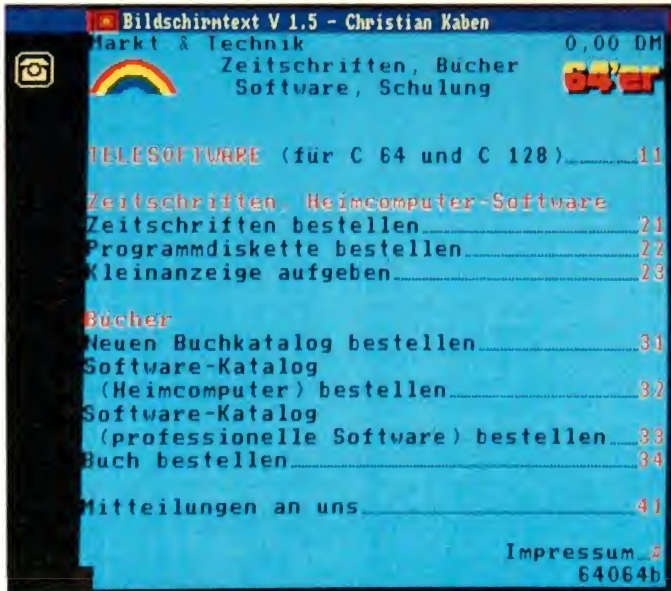 Bildschirmtext V 1.5 - Christian Kaben
Markt & Technik 0,00 DM
Zeitschriften, Bücher
Software, Schulung
64'er
TELESOFTWARE (für C 64 und C 128) 11
Zeitschriften, Heimcomputer-Software
Zeitschriften bestellen 21
Programmdiskette bestellen 22
Kleinanzeige aufgeben 23
Bücher
Neuen Buchkatalog bestellen 31
Software-Katalog
(Heimcomputer) bestellen 32
Software-Katalog
(professionelle Software) bestellen 33
Buch bestellen 34
Mitteilungen an uns 41
Impressum
64064b